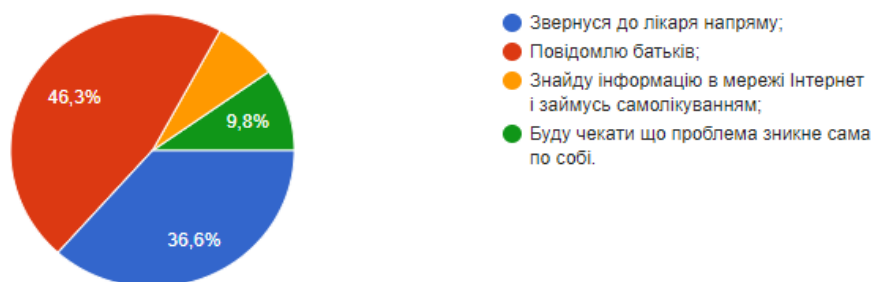 46,3%
9,8%
36,6%
Звернуся до лікаря напряму;
Повідомлю батьків;
Знайду інформацію в мережі Інтернет
і займусь самолікуванням;
Буду чекати що проблема зникне сама
по собі.